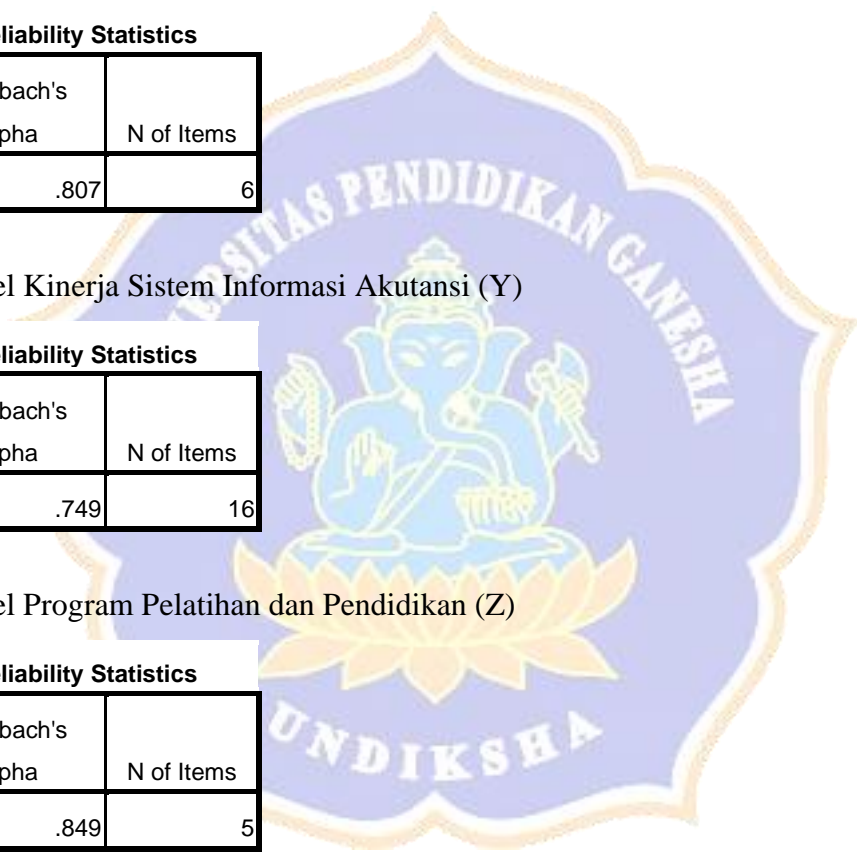 liability Statistics
bach's
pha N of Items
.807 6
el Kinerja Sistem Informasi Akutansi (Y)
liability Statistics
bach's
pha N of Items
.749 16
el Program Pelatihan dan Pendidikan (Z)
liability Statistics
bach's
pha N of Items
.849 5
ERSITAS PENDIDIKAN GANESHA
UNDIKSHA